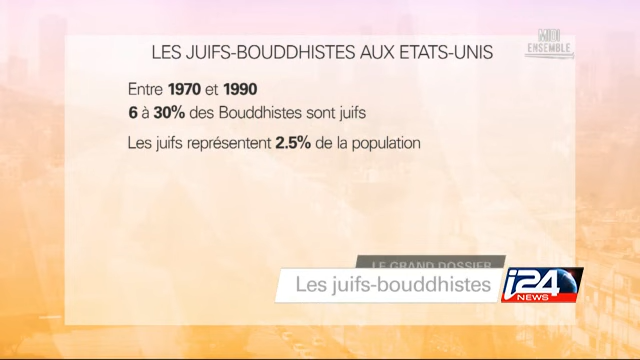 LES JUIFS-BOUDDHISTES AUX ETATS-UNIS
MIDI
ENSEMBLE
Entre 1970 et 1990
6 à 30% des Bouddhistes sont juifs
Les juifs représentent 2.5% de la population
LE GRAND DOSSIER
Les juifs-bouddhistes
i24
NEWS